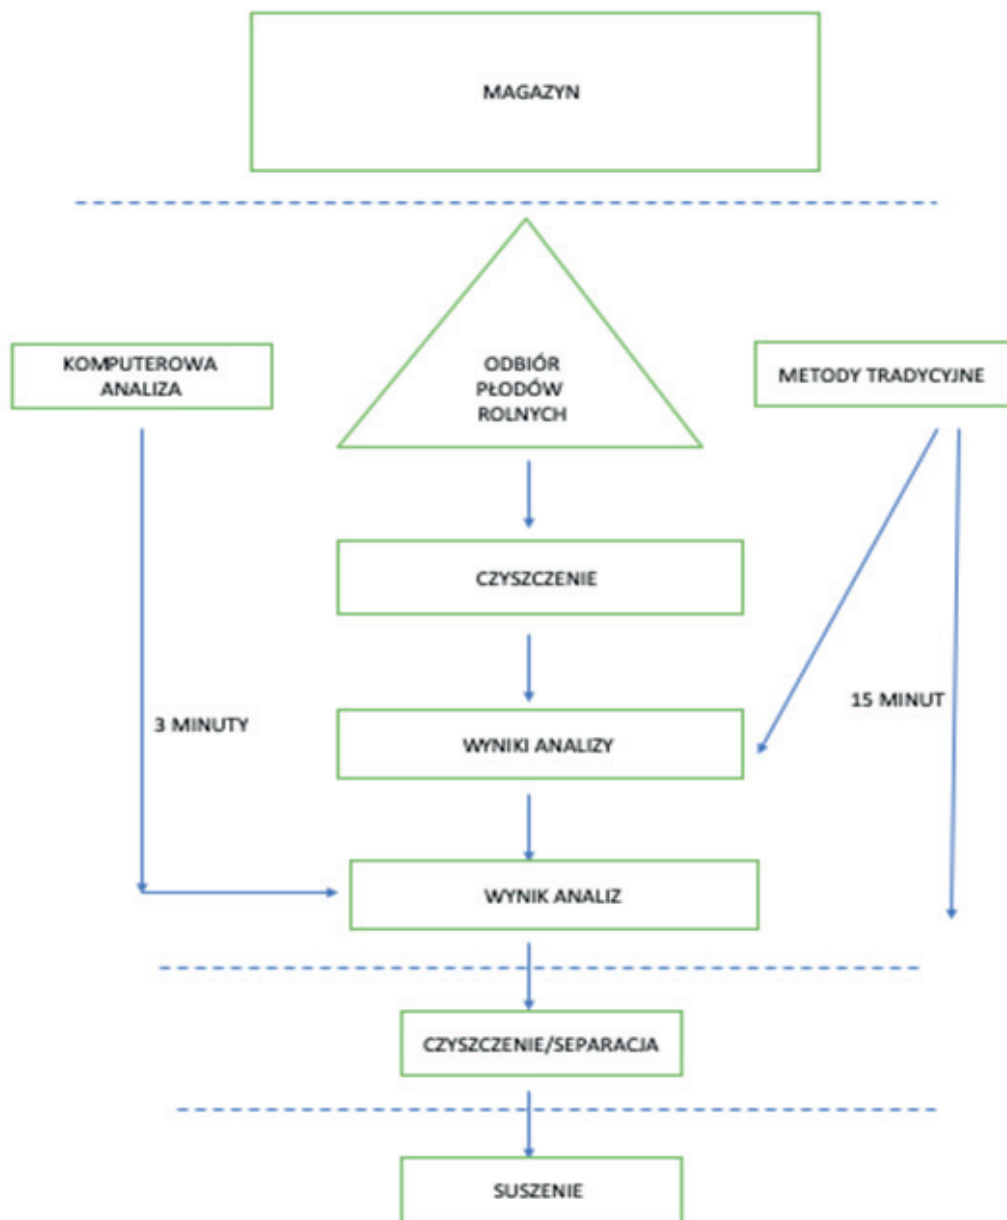 MAGAZYN
KOMPUTEROWA
ANALIZA
ODBIÓR
PŁODÓW
ROLNYCH
METODY TRADYCYJNE
CZYSZCZENIE
3 MINUTY
15 MINUT
WYNIKI ANALIZY
WYNIK ANALIZ
CZYSZCZENIE/SEPARACJA
SUSZENIE